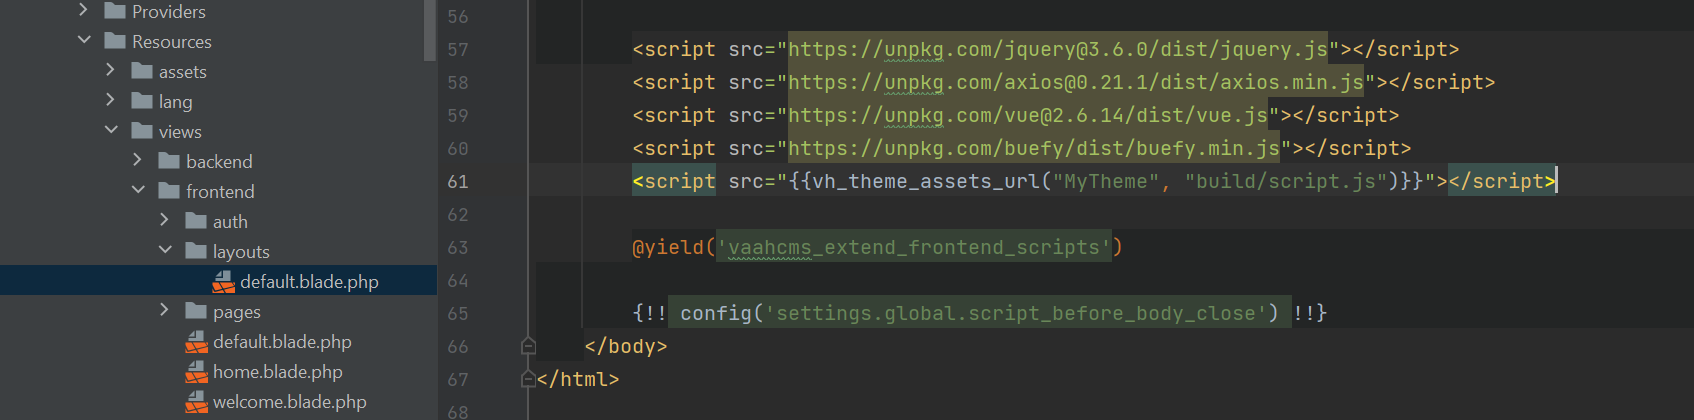 Providers
Resources
assets
lang
views
backend
frontend
auth
layouts
default.blade.php
pages
default.blade.php
home.blade.php
welcome.blade.php
56
57 <script src="https://unpkg.com/jquery@3.6.0/dist/jquery.js"></script>
58 <script src="https://unpkg.com/axios@0.21.1/dist/axios.min.js"></script>
59 <script src="https://unpkg.com/vue@2.6.14/dist/vue.js"></script>
60 <script src="https://unpkg.com/buefy/dist/buefy.min.js"></script>
61 <script src="{{vh_theme_assets_url("MyTheme", "build/script.js")}}"></script>
62
63 @yield('vaahcms_extend_frontend_scripts')
64
65 {!! config('settings.global.script_before_body_close') !!}
66 </body>
67 </html>
68